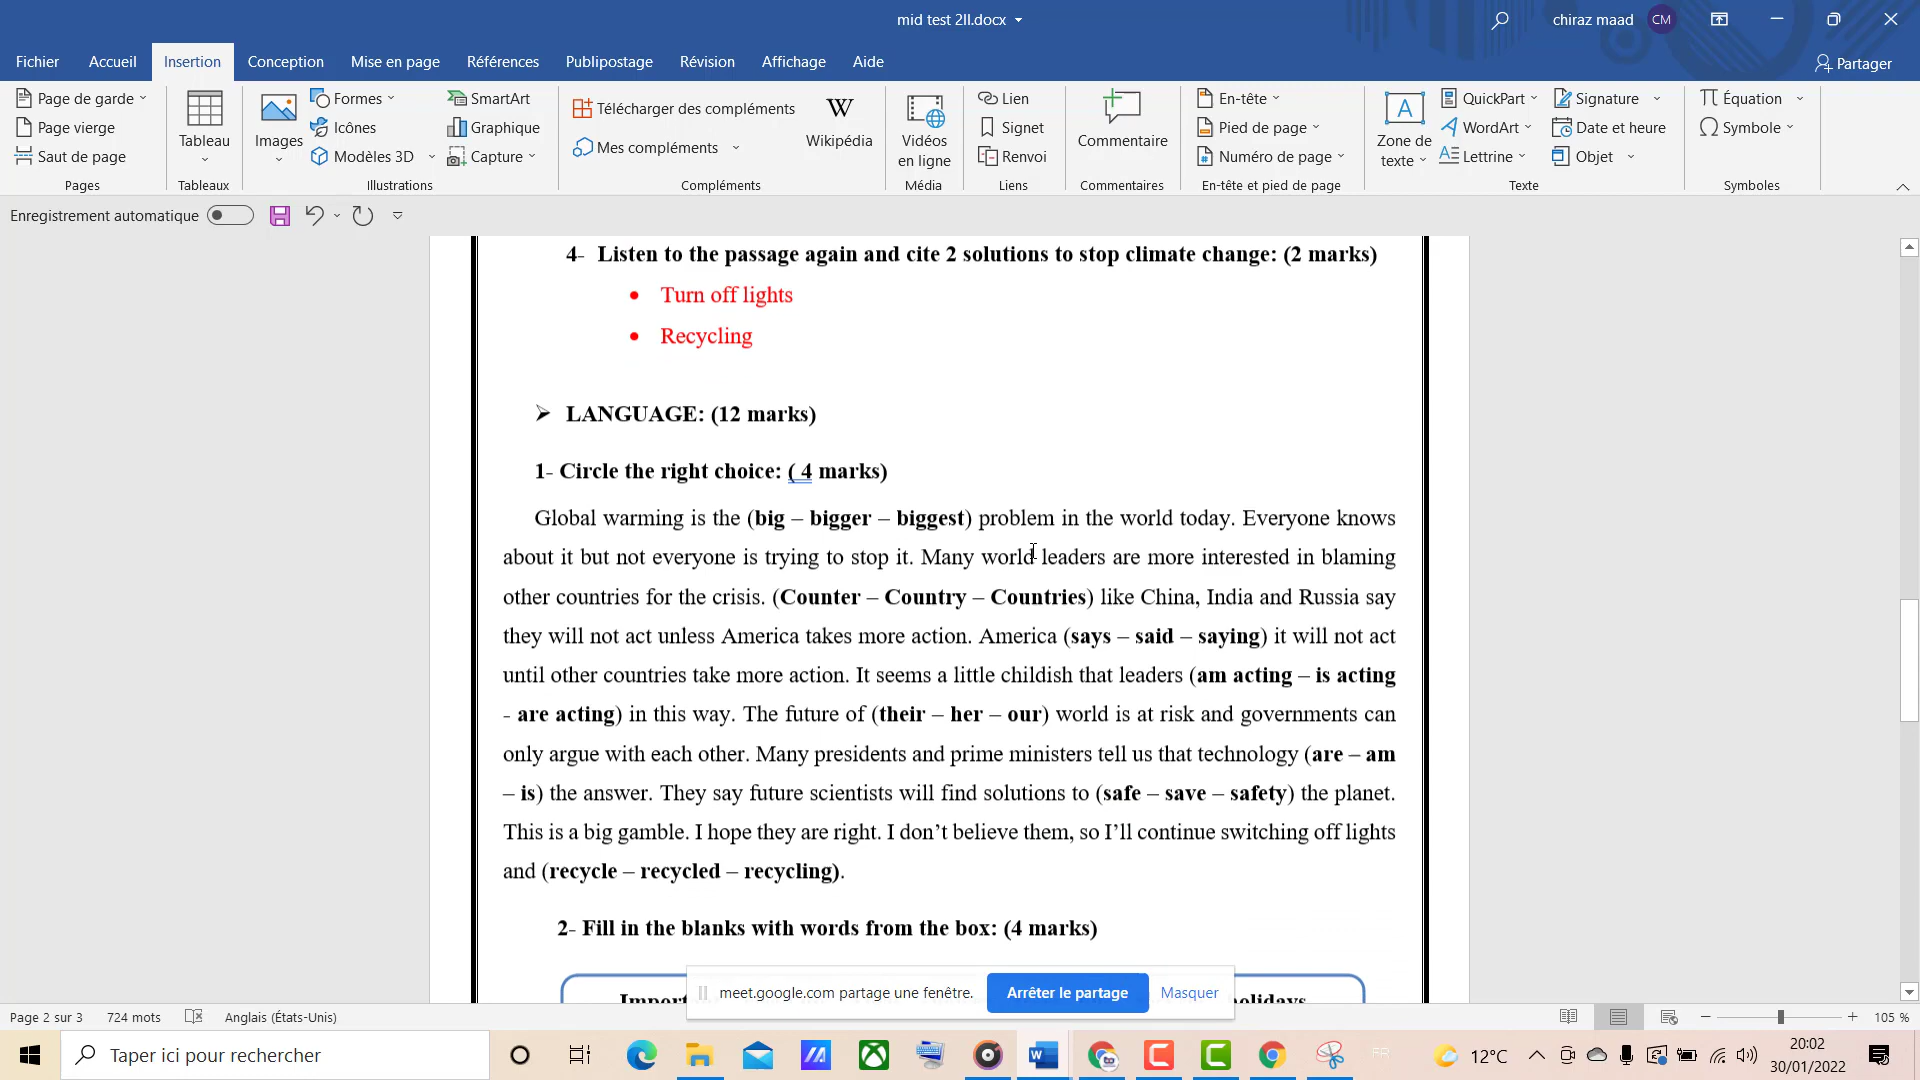 mid test 2II.docx
chiraz maad CM
Fichier Accueil Insertion Conception Mise en page Références Publipostage Révision Affichage Aide Partager
Page de garde
Page vierge
Saut de page
Pages
Tableau
Tableaux
Images
Formes
Icônes
Modèles 3D
SmartArt
Graphique
Capture
Illustrations
Télécharger des compléments
Mes compléments
W
Wikipédia
Compléments
Vidéos
en ligne
Média
Lien
Signet
Renvoi
Liens
Commentaire
Commentaires
En-tête
Pied de page
Numéro de page
En-tête et pied de page
Zone de
texte
QuickPart
WordArt
Lettrine
Signature
Date et heure
Objet
Texte
Équation
Symbole
Symboles
Enregistrement automatique
4- Listen to the passage again and cite 2 solutions to stop climate change: (2 marks)
• Turn off lights
• Recycling
➢ LANGUAGE: (12 marks)
1- Circle the right choice: ( 4 marks)
Global warming is the (big – bigger – biggest) problem in the world today. Everyone knows
about it but not everyone is trying to stop it. Many world leaders are more interested in blaming
other countries for the crisis. (Counter – Country – Countries) like China, India and Russia say
they will not act unless America takes more action. America (says – said – saying) it will not act
until other countries take more action. It seems a little childish that leaders (am acting – is acting
- are acting) in this way. The future of (their – her – our) world is at risk and governments can
only argue with each other. Many presidents and prime ministers tell us that technology (are – am
– is) the answer. They say future scientists will find solutions to (safe – save – safety) the planet.
This is a big gamble. I hope they are right. I don’t believe them, so I’ll continue switching off lights
and (recycle – recycled – recycling).
2- Fill in the blanks with words from the box: (4 marks)
holidays
meet.google.com partage une fenêtre. Arrêter le partage Masquer
Page 2 sur 3 724 mots Anglais (États-Unis) 105 %
Taper ici pour rechercher
12°C
20:02
30/01/2022